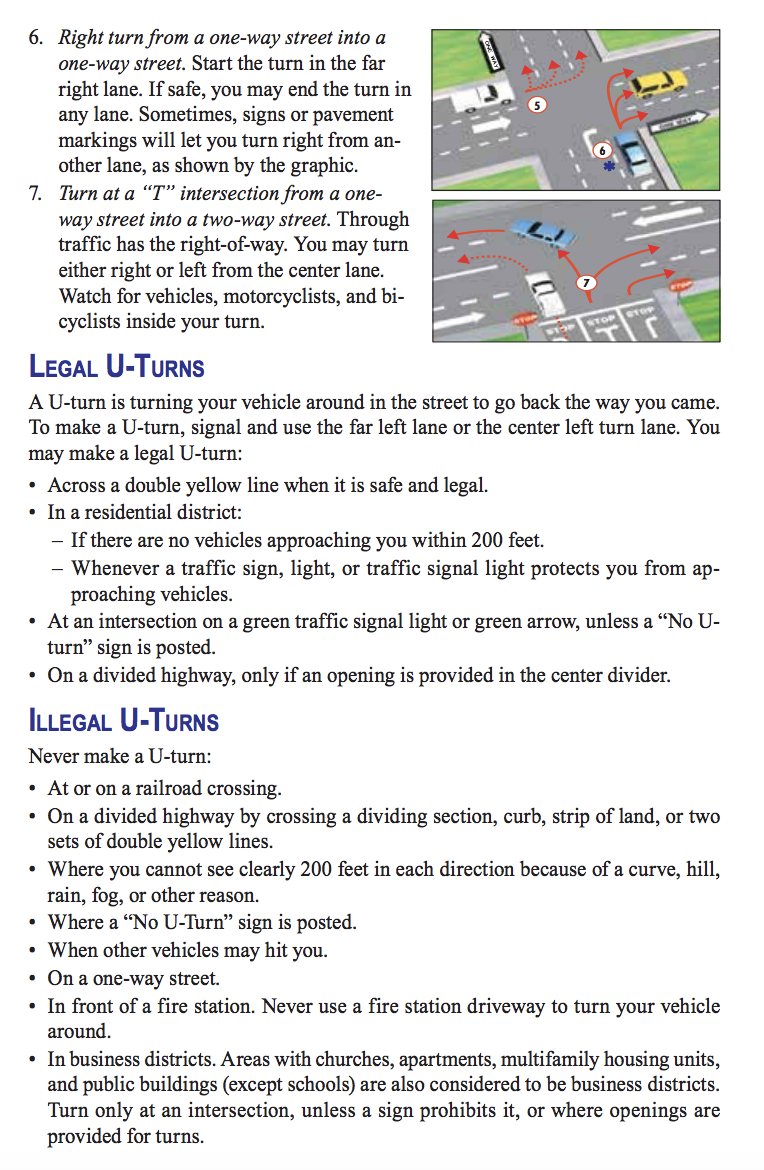 6. Right turn from a one-way street into a
one-way street. Start the turn in the far
right lane. If safe, you may end the turn in
any lane. Sometimes, signs or pavement
markings will let you turn right from an-
other lane, as shown by the graphic.
7. Turn at a “T” intersection from a one-
way street into a two-way street. Through
traffic has the right-of-way. You may turn
either right or left from the center lane.
Watch for vehicles, motorcyclists, and bi-
cyclists inside your turn.
ONE WAY
5
ONE WAY
6
*
7
STOP
STOP
STOP
STOP
STOP
LEGAL U-TURNS
A U-turn is turning your vehicle around in the street to go back the way you came.
To make a U-turn, signal and use the far left lane or the center left turn lane. You
may make a legal U-turn:
• Across a double yellow line when it is safe and legal.
• In a residential district:
– If there are no vehicles approaching you within 200 feet.
– Whenever a traffic sign, light, or traffic signal light protects you from ap-
proaching vehicles.
• At an intersection on a green traffic signal light or green arrow, unless a “No U-
turn” sign is posted.
• On a divided highway, only if an opening is provided in the center divider.
ILLEGAL U-TURNS
Never make a U-turn:
• At or on a railroad crossing.
• On a divided highway by crossing a dividing section, curb, strip of land, or two
sets of double yellow lines.
• Where you cannot see clearly 200 feet in each direction because of a curve, hill,
rain, fog, or other reason.
• Where a “No U-Turn” sign is posted.
• When other vehicles may hit you.
• On a one-way street.
• In front of a fire station. Never use a fire station driveway to turn your vehicle
around.
• In business districts. Areas with churches, apartments, multifamily housing units,
and public buildings (except schools) are also considered to be business districts.
Turn only at an intersection, unless a sign prohibits it, or where openings are
provided for turns.